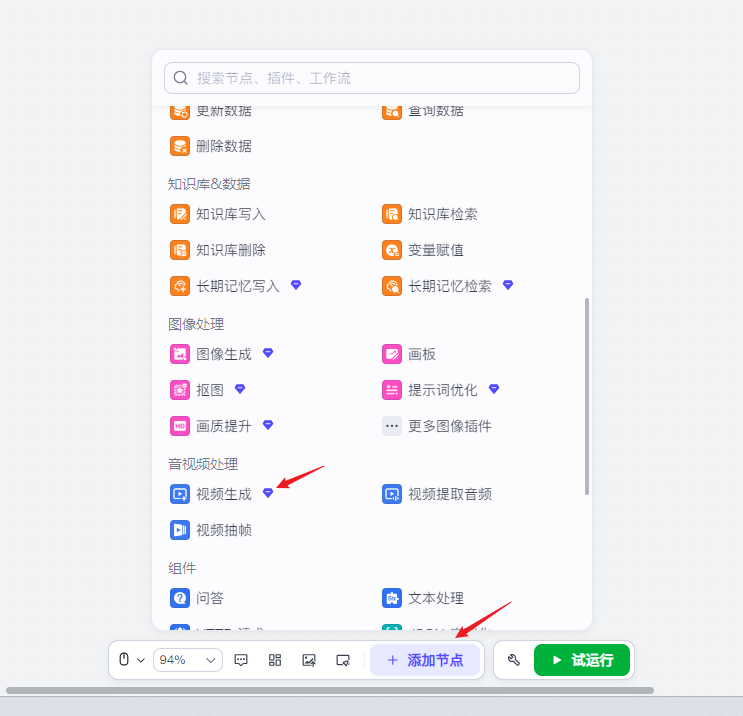 搜索节点、插件、工作流
更新数据
查询数据
删除数据
知识库&数据
知识库写入
知识库检索
知识库删除
变量赋值
长期记忆写入
长期记忆检索
图像处理
图像生成
画板
抠图
提示词优化
HD
画质提升
更多图像插件
音视频处理
视频生成
视频提取音频
视频抽帧
组件
问答
文本处理
94%
添加节点
试运行